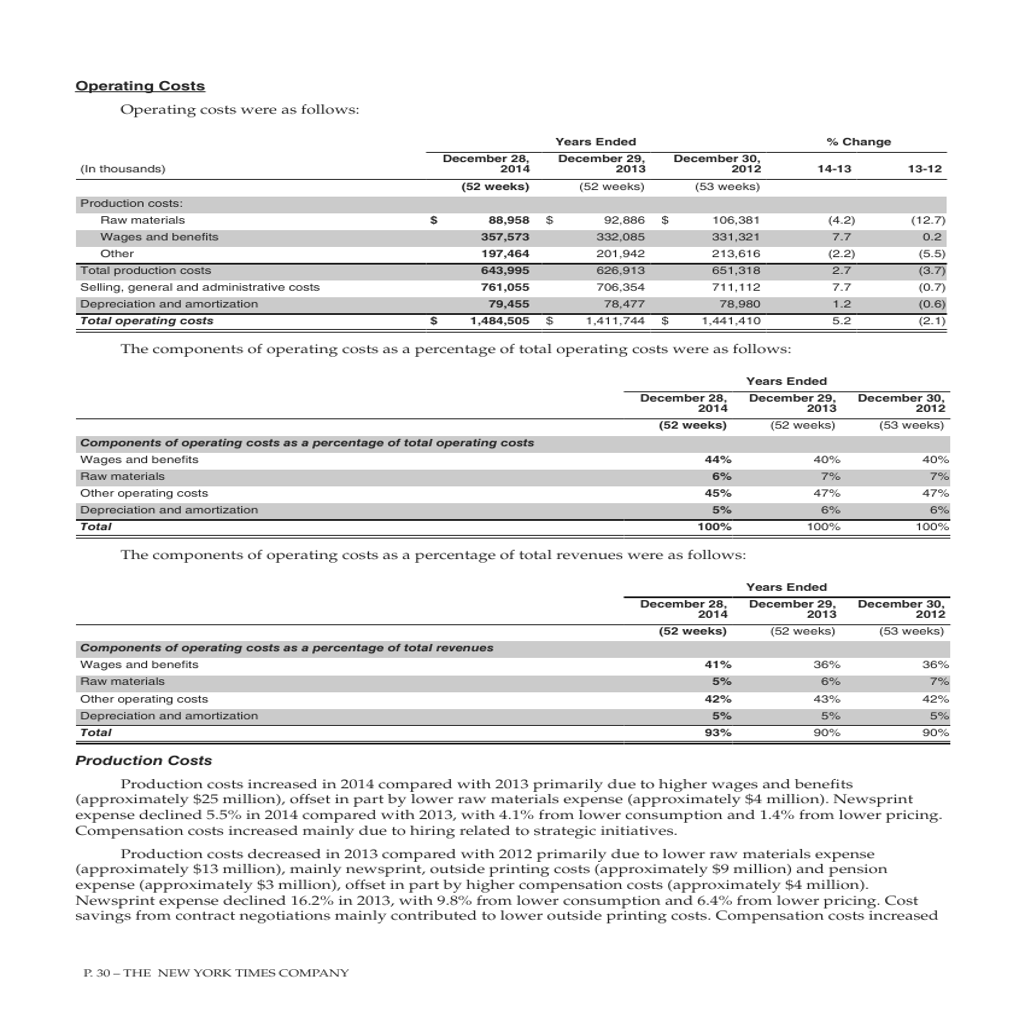 Operating Costs
Operating costs were as follows:
Years Ended % Change
(In thousands) December 28, 2014 December 29, 2013 December 30, 2012 14-13 13-12
(52 weeks) (52 weeks) (53 weeks)
Production costs:
Raw materials $ 88,958 $ 92,886 $ 106,381 (4.2) (12.7)
Wages and benefits 357,573 332,085 331,321 7.7 0.2
Other 197,464 201,942 213,616 (2.2) (5.5)
Total production costs 643,995 626,913 651,318 2.7 (3.7)
Selling, general and administrative costs 761,055 706,354 711,112 7.7 (0.7)
Depreciation and amortization 79,455 78,477 78,980 1.2 (0.6)
Total operating costs $ 1,484,505 $ 1,411,744 $ 1,441,410 5.2 (2.1)
The components of operating costs as a percentage of total operating costs were as follows:
Years Ended
December 28, 2014 December 29, 2013 December 30, 2012
(52 weeks) (52 weeks) (53 weeks)
Components of operating costs as a percentage of total operating costs
Wages and benefits 44% 40% 40%
Raw materials 6% 7% 7%
Other operating costs 45% 47% 47%
Depreciation and amortization 5% 6% 6%
Total 100% 100% 100%
The components of operating costs as a percentage of total revenues were as follows:
Years Ended
December 28, 2014 December 29, 2013 December 30, 2012
(52 weeks) (52 weeks) (53 weeks)
Components of operating costs as a percentage of total revenues
Wages and benefits 41% 36% 36%
Raw materials 5% 6% 7%
Other operating costs 42% 43% 42%
Depreciation and amortization 5% 5% 5%
Total 93% 90% 90%
Production Costs
Production costs increased in 2014 compared with 2013 primarily due to higher wages and benefits
(approximately $25 million), offset in part by lower raw materials expense (approximately $4 million). Newsprint
expense declined 5.5% in 2014 compared with 2013, with 4.1% from lower consumption and 1.4% from lower pricing.
Compensation costs increased mainly due to hiring related to strategic initiatives.
Production costs decreased in 2013 compared with 2012 primarily due to lower raw materials expense
(approximately $13 million), mainly newsprint, outside printing costs (approximately $9 million) and pension
expense (approximately $3 million), offset in part by higher compensation costs (approximately $4 million).
Newsprint expense declined 16.2% in 2013, with 9.8% from lower consumption and 6.4% from lower pricing. Cost
savings from contract negotiations mainly contributed to lower outside printing costs. Compensation costs increased
P. 30 – THE NEW YORK TIMES COMPANY